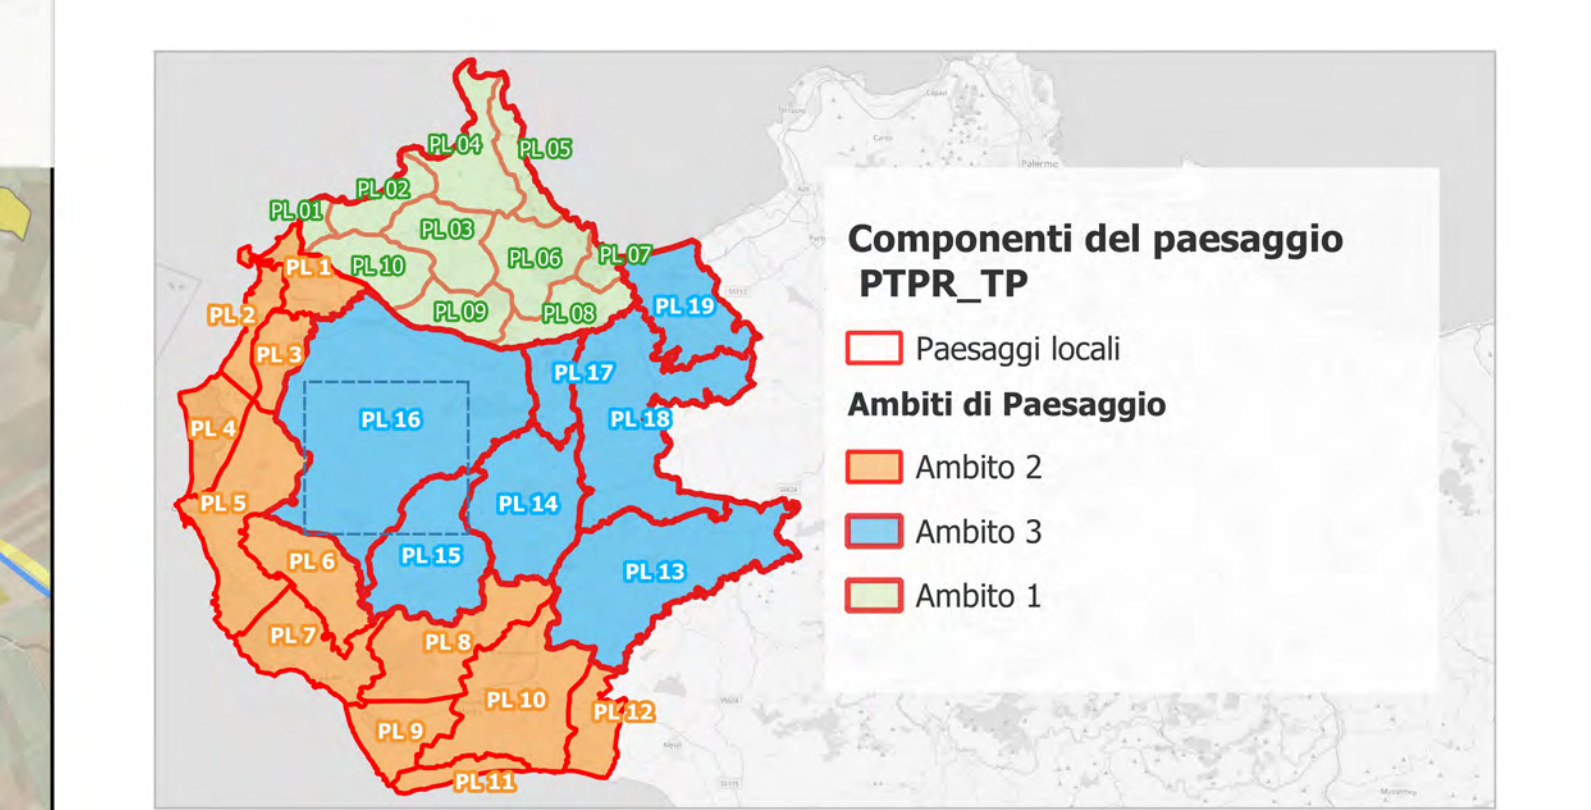 PL 04
PL 05
PL 02
PL 01
PL 03
PL 07
PL 06
PL 10
PL 1
PL 09
PL 08
PL 19
PL 2
PL 3
PL 17
PL 16
PL 18
PL 4
PL 5
PL 14
PL 15
PL 6
PL 13
PL 7
PL 8
PL 10
PL 12
PL 9
PL 11
Palermo
Componenti del paesaggio
PTPR_TP
Paesaggi locali
Ambiti di Paesaggio
Ambito 2
Ambito 3
Ambito 1